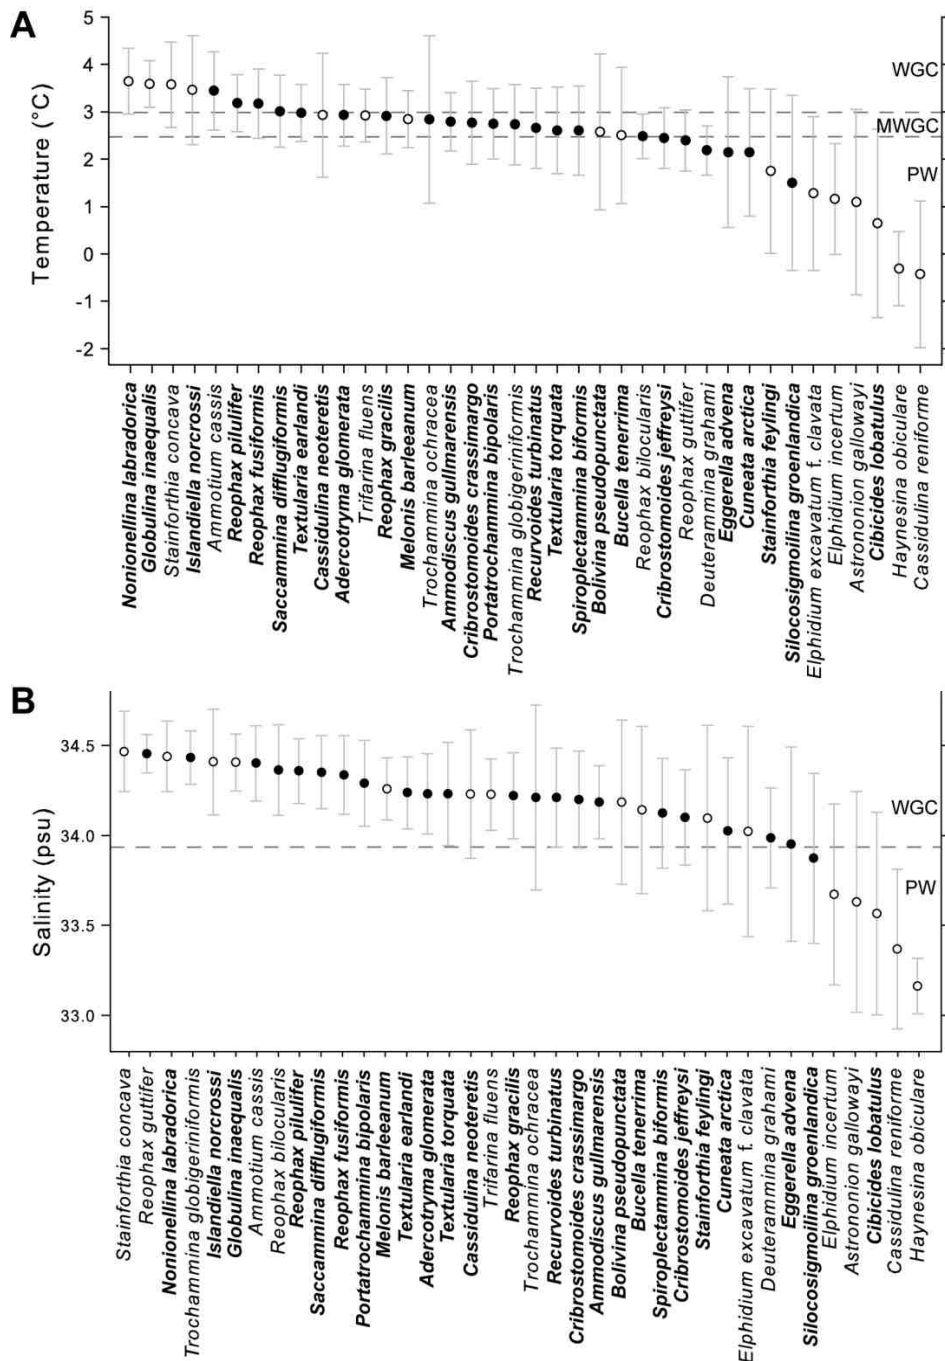 A
5
4
3
2
1
0
-1
-2
Temperature (°C)
WGC
MWGC
PW
Nonionellina labradorica
Globulina inaequalis
Stainforthia concava
Islandiella norcrossi
Ammotium cassis
Reophax pilulifer
Reophax fusiformis
Saccammina difflugiformis
Textularia earlandi
Cassidulina neoteretis
Adercotryma glomerata
Trifarina fluens
Reophax gracilis
Melonis barleeanum
Trochammina ochracea
Ammodiscus gullmarensis
Cribrostomoides crassimargo
Portatrochammina bipolaris
Trochammina globigeriniformis
Recurvoides turbinatus
Textularia torquata
Spiroplectammina biformis
Bolivina pseudopunctata
Bucella tenerrima
Reophax bilocularis
Cribrostomoides jeffreysi
Reophax guttifer
Deuterammina grahami
Eggerella advena
Cuneata arctica
Stainforthia feylingi
Silocosigmoilina groenlandica
Elphidium excavatum f. clavata
Elphidium incertum
Astrononion gallowayi
Cibicides lobatulus
Haynesina obiculare
Cassidulina reniforme
B
34.5
34.0
33.5
33.0
Salinity (psu)
WGC
PW
Stainforthia concava
Reophax guttifer
Nonionellina labradorica
Trochammina globigeriniformis
Islandiella norcrossi
Globulina inaequalis
Ammotium cassis
Reophax bilocularis
Reophax pilulifer
Saccammina difflugiformis
Reophax fusiformis
Portatrochammina bipolaris
Melonis barleeanum
Textularia earlandi
Adercotryma glomerata
Textularia torquata
Cassidulina neoteretis
Trifarina fluens
Reophax gracilis
Trochammina ochracea
Recurvoides turbinatus
Cribrostomoides crassimargo
Ammodiscus gullmarensis
Bolivina pseudopunctata
Bucella tenerrima
Spiroplectammina biformis
Cribrostomoides jeffreysi
Stainforthia feylingi
Cuneata arctica
Elphidium excavatum f. clavata
Deuterammina grahami
Eggerella advena
Silocosigmoilina groenlandica
Elphidium incertum
Astrononion gallowayi
Cibicides lobatulus
Cassidulina reniforme
Haynesina obiculare